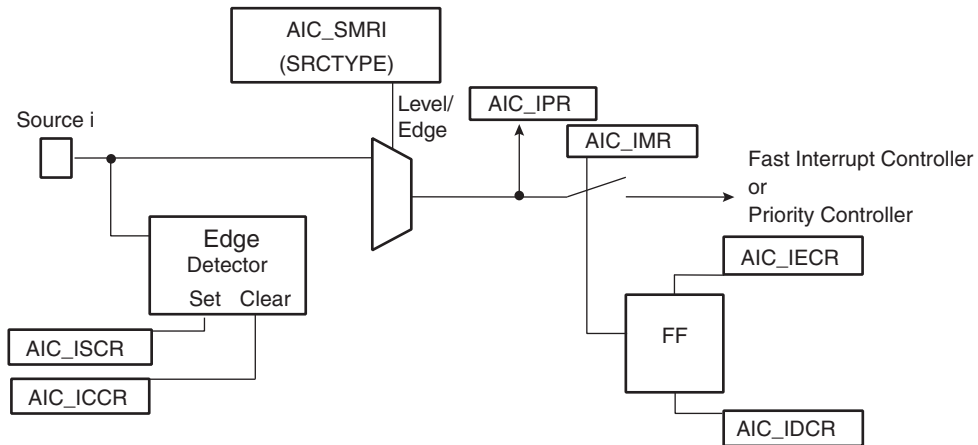 AIC_SMRI
(SRCTYPE)
Level/
Edge
AIC_IPR
Source i
AIC_IMR
Fast Interrupt Controller
or
Priority Controller
Edge
Detector
Set Clear
AIC_IECR
FF
AIC_ISCR
AIC_ICCR
AIC_IDCR